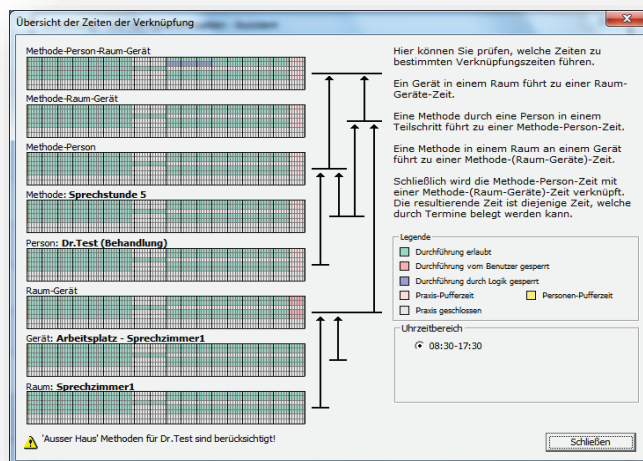 Übersicht der Zeiten der Verknüpfung
Methode-Person-Raum-Gerät
Methode-Raum-Gerät
Methode-Person
Methode: Sprechstunde 5
Person: Dr.Test (Behandlung)
Raum-Gerät
Gerät: Arbeitsplatz - Sprechzimmer1
Raum: Sprechzimmer1
'Ausser Haus' Methoden für Dr.Test sind berücksichtigt!
Hier können Sie prüfen, welche Zeiten zu
bestimmten Verknüpfungszeiten führen.
Ein Gerät in einem Raum führt zu einer Raum-
Geräte-Zeit.
Eine Methode durch eine Person in einem
Teilschritt führt zu einer Methode-Person-Zeit.
Eine Methode in einem Raum an einem Gerät
führt zu einer Methode-(Raum-Geräte)-Zeit.
Schließlich wird die Methode-Person-Zeit mit
einer Methode-(Raum-Geräte)-Zeit verknüpft.
Die resultierende Zeit ist diejenige Zeit, welche
durch Termine belegt werden kann.
Legende
Durchführung erlaubt
Durchführung vom Benutzer gesperrt
Durchführung durch Logik gesperrt
Praxis-Pufferzeit Personen-Pufferzeit
Praxis geschlossen
Uhrzeitbereich
08:30-17:30
Schließen